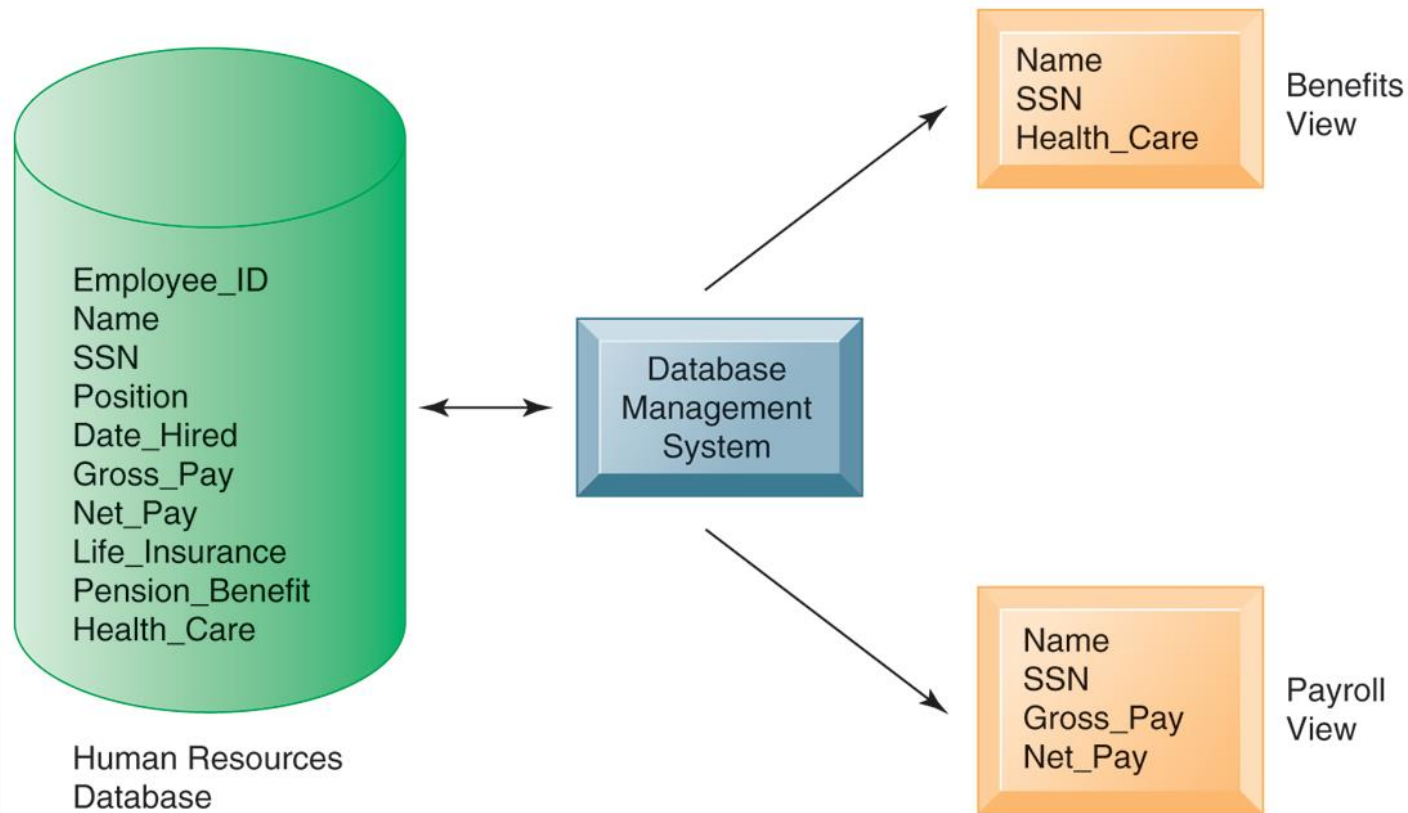 Employee_ID
Name
SSN
Position
Date_Hired
Gross_Pay
Net_Pay
Life_Insurance
Pension_Benefit
Health_Care
Human Resources
Database
Database
Management
System
Name
SSN
Health_Care
Benefits
View
Name
SSN
Gross_Pay
Net_Pay
Payroll
View